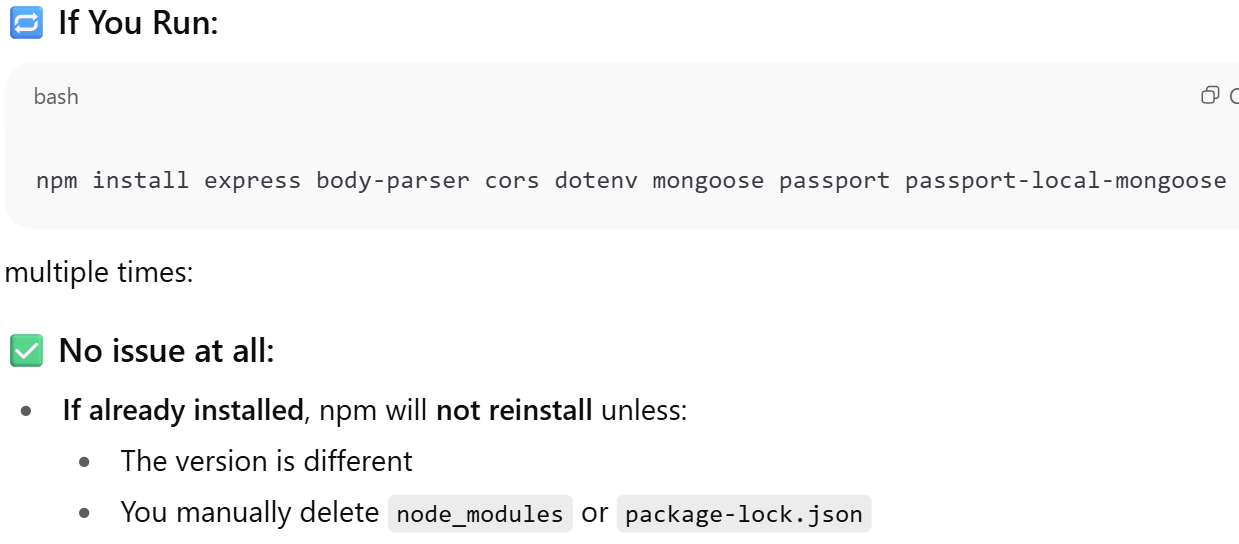 If You Run:
bash
npm install express body-parser cors dotenv mongoose passport passport-local-mongoose
multiple times:
No issue at all:
If already installed, npm will not reinstall unless:
The version is different
You manually delete node_modules or package-lock.json